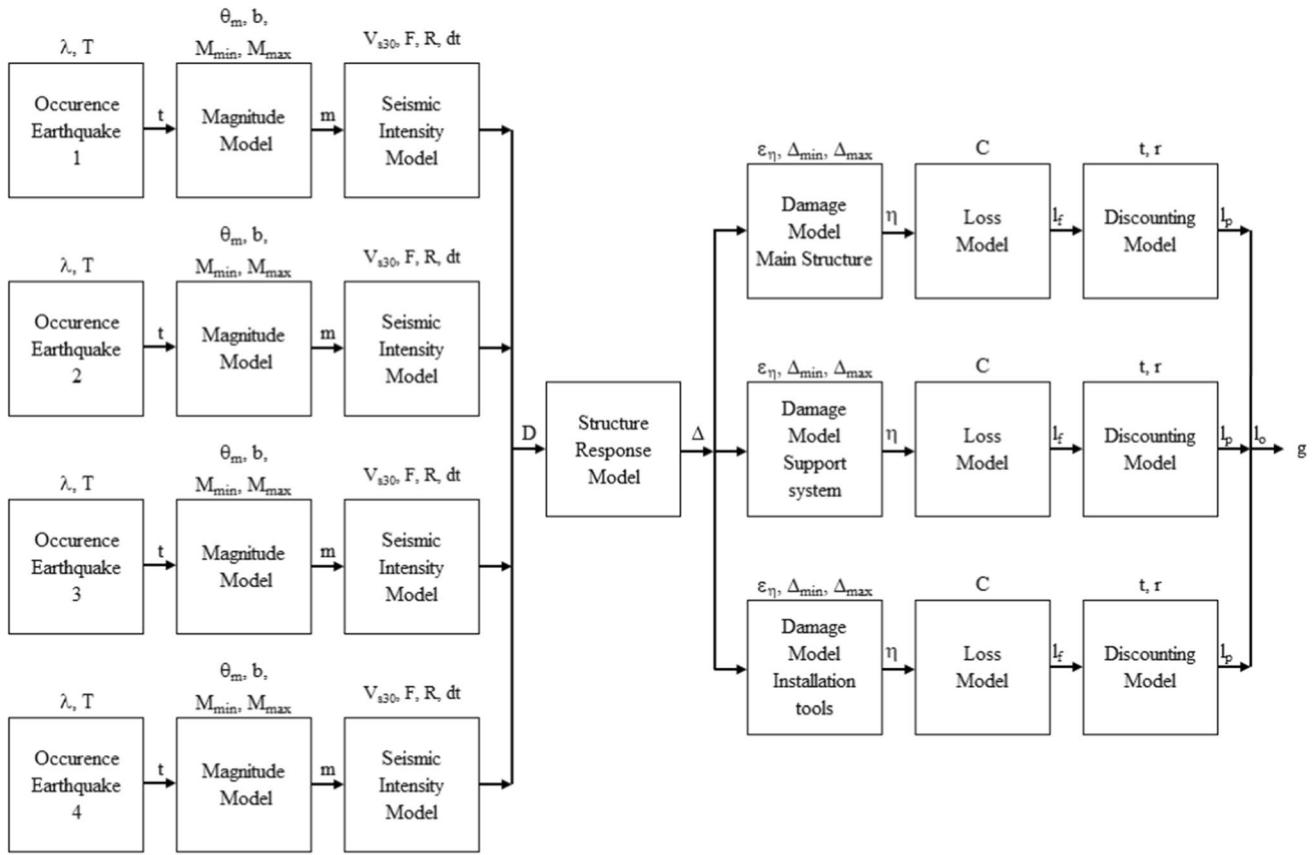 λ, T
θm, b,
Mmin, Mmax
Vs30, F, R, dt
Occurence
Earthquake
1
t
Magnitude
Model
m
Seismic
Intensity
Model
λ, T
θm, b,
Mmin, Mmax
Vs30, F, R, dt
Occurence
Earthquake
2
t
Magnitude
Model
m
Seismic
Intensity
Model
λ, T
θm, b,
Mmin, Mmax
Vs30, F, R, dt
Occurence
Earthquake
3
t
Magnitude
Model
m
Seismic
Intensity
Model
λ, T
θm, b,
Mmin, Mmax
Vs30, F, R, dt
Occurence
Earthquake
4
t
Magnitude
Model
m
Seismic
Intensity
Model
D
Structure
Response
Model
Δ
εη, Δmin, Δmax
Damage
Model
Main Structure
η
C
Loss
Model
lf
t, r
Discounting
Model
lp
εη, Δmin, Δmax
Damage
Model
Support
system
η
C
Loss
Model
lf
t, r
Discounting
Model
lp
lo
g
εη, Δmin, Δmax
Damage
Model
Installation
tools
η
C
Loss
Model
lf
t, r
Discounting
Model
lp